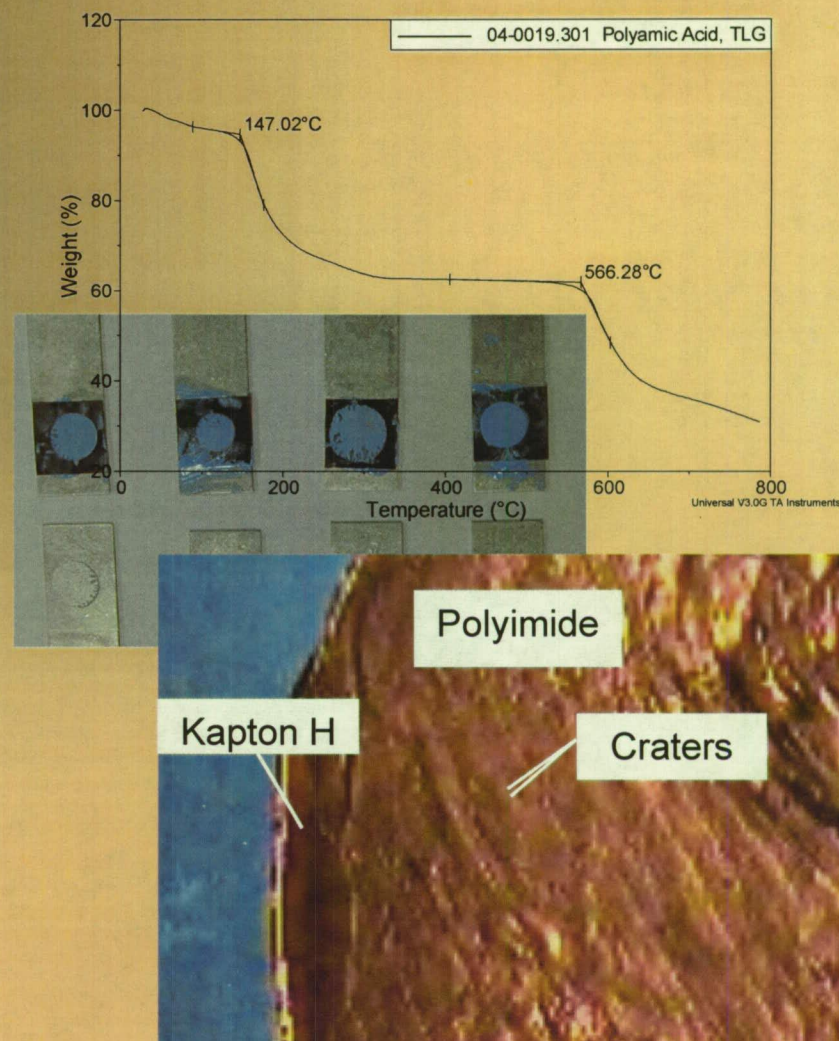 120
04-0019.301 Polyamic Acid, TLG
100
147.02°C
80
Weight (%)
60
566.28°C
40
20
0
200
400
600
800
Temperature (°C)
Universal V3.0G TA Instruments
Polyimide
Kapton H
Craters